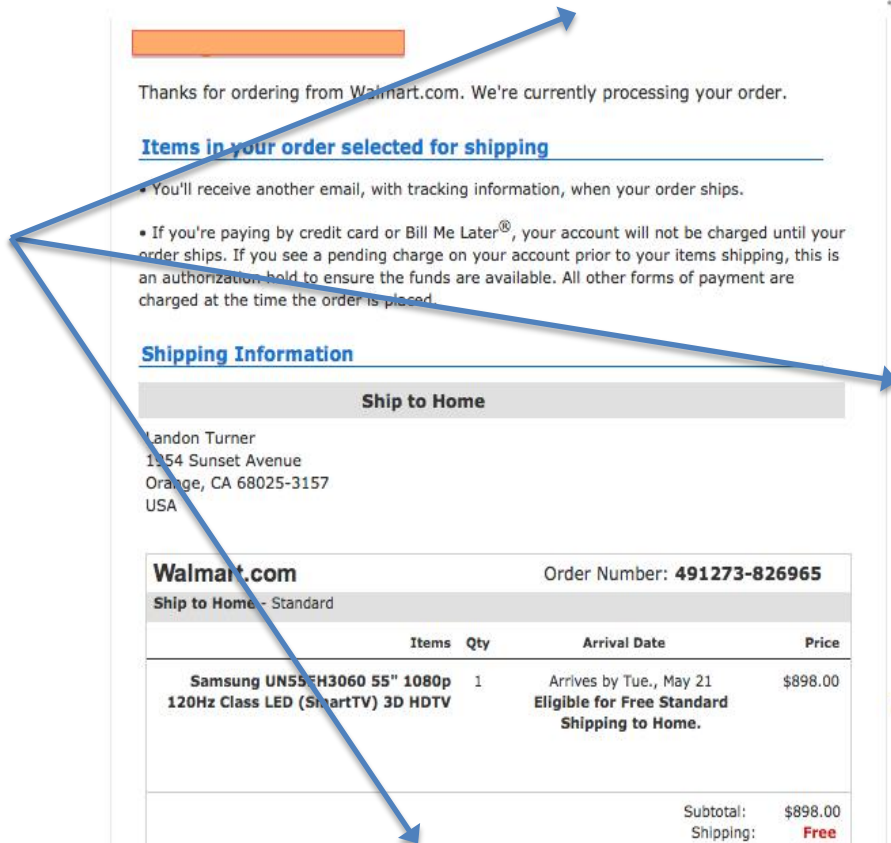 Thanks for ordering from Walmart.com. We're currently processing your order.
Items in your order selected for shipping
• You'll receive another email, with tracking information, when your order ships.
• If you're paying by credit card or Bill Me Later®, your account will not be charged until your
order ships. If you see a pending charge on your account prior to your items shipping, this is
an authorization hold to ensure the funds are available. All other forms of payment are
charged at the time the order is placed.
Shipping Information
Ship to Home
Landon Turner
1954 Sunset Avenue
Orange, CA 68025-3157
USA
Walmart.com Order Number: 491273-826965
Ship to Home - Standard
Items Qty Arrival Date Price
Samsung UN55EH3060 55" 1080p 1 Arrives by Tue., May 21 $898.00
120Hz Class LED (SmartTV) 3D HDTV Eligible for Free Standard
Shipping to Home.
Subtotal: $898.00
Shipping: Free